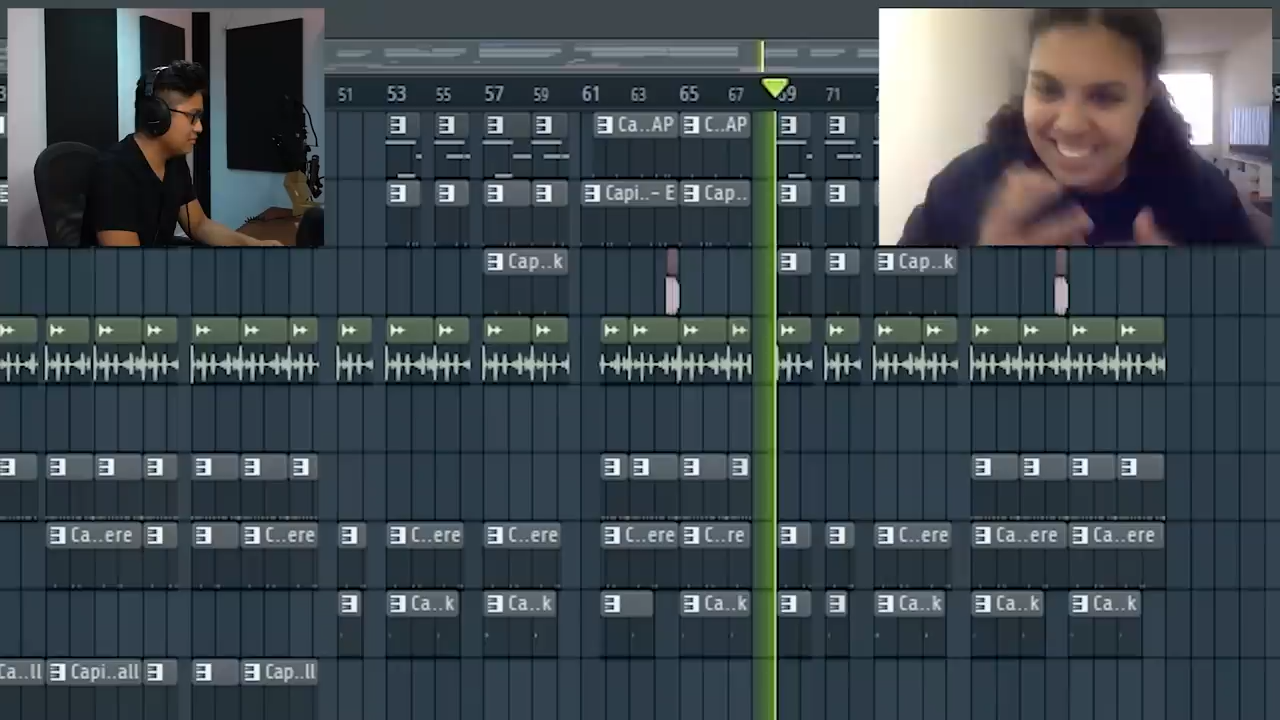 51 53 55 57 59 61 63 65 67 69 71
Ca..AP C..AP
Capi..- E Cap..
Cap..k Cap..k
Ca..ere C..ere C..ere C..ere C..ere C..re C..ere Ca..ere Ca..ere
Ca..k Ca..k Ca..k Ca..k Ca..k Ca..k
Ca..ll Capi..all Cap..ll